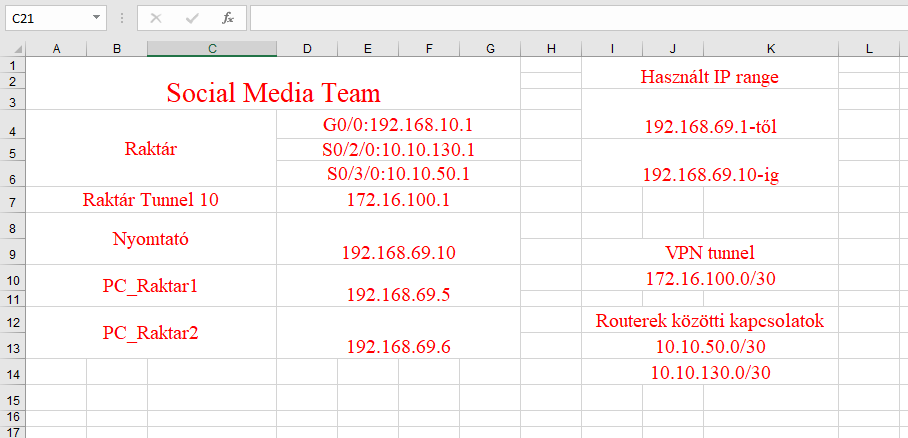 C21
fx
A B C D E F G H I J K L
1
2
3
4
5
6
7
8
9
10
11
12
13
14
15
16
17
Social Media Team
Raktár
G0/0:192.168.10.1
S0/2/0:10.10.130.1
S0/3/0:10.10.50.1
Raktár Tunnel 10
172.16.100.1
Nyomtató
192.168.69.10
PC_Raktar1
192.168.69.5
PC_Raktar2
192.168.69.6
Használt IP range
192.168.69.1-től
192.168.69.10-ig
VPN tunnel
172.16.100.0/30
Routerek közötti kapcsolatok
10.10.50.0/30
10.10.130.0/30